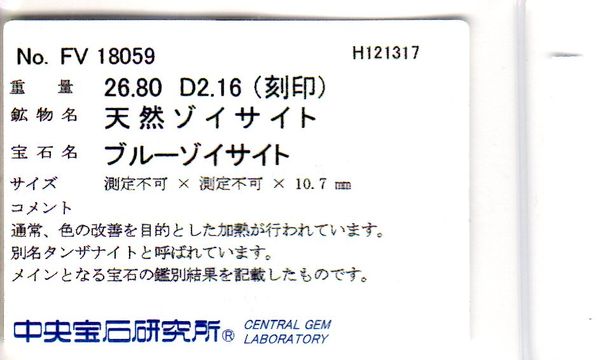 No. FV 18059 H121317
重量 26.80 D2.16 (刻印)
鉱物名 天然ゾイサイト
宝石名 ブルーゾイサイト
サイズ 測定不可 × 測定不可 × 10.7 mm
コメント
通常、色の改善を目的とした加熱が行われています。
別名タンザナイトと呼ばれています。
メインとなる宝石の鑑別結果を記載したものです。
中央宝石研究所® CENTRAL GEM
LABORATORY